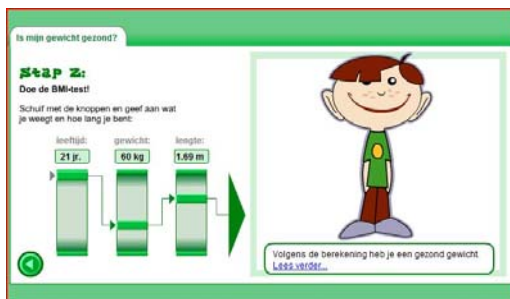 Is mijn gewicht gezond?
Stap 2:
Doe de BMI-test!
Schuif met de knoppen en geef aan wat
je weegt en hoe lang je bent:
leeftijd: gewicht: lengte:
21 jr. 60 kg 1.69 m
Volgens de berekening heb je een gezond gewicht
Lees verder...